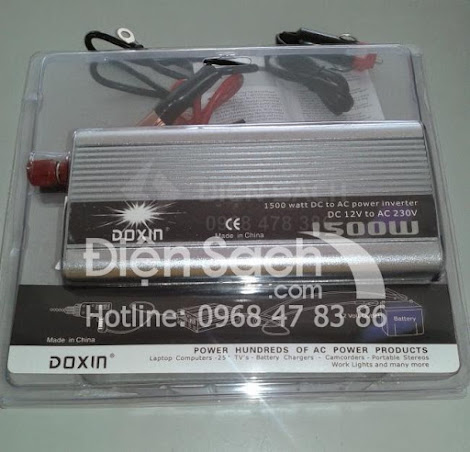 1500 watt DC to AC power inverter
DC 12V to AC 230V
1500W
DOXIN
CE
Made in China
Điện Sạch
.com
Hotline: 0968 47 83 86
Battery
Made in China
DOXIN®
POWER HUNDREDS OF AC POWER PRODUCTS
Laptop Computers - 25" TV's - Battery Chargers - Camcorders - Portable Stereos
Work Lights and many more